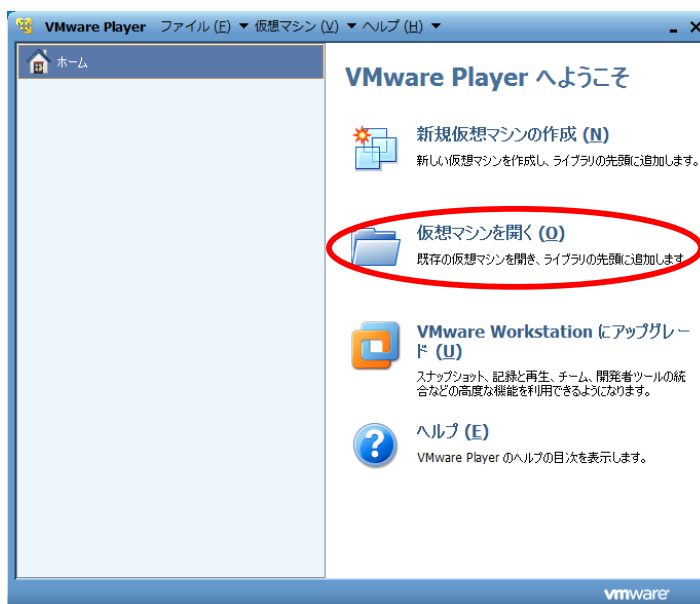 VMware Player ファイル (F) ▼ 仮想マシン (V) ▼ ヘルプ (H) ▼
ホーム
VMware Player へようこそ
新規仮想マシンの作成 (N)
新しい仮想マシンを作成し、ライブラリの先頭に追加します。
仮想マシンを開く (O)
既存の仮想マシンを開き、ライブラリの先頭に追加します
VMware Workstation にアップグレー
ド (U)
スナップショット、記録と再生、チーム、開発者ツールの統
合などの高度な機能を利用できるようになります。
ヘルプ (E)
VMware Player のヘルプの目次を表示します。
vmware